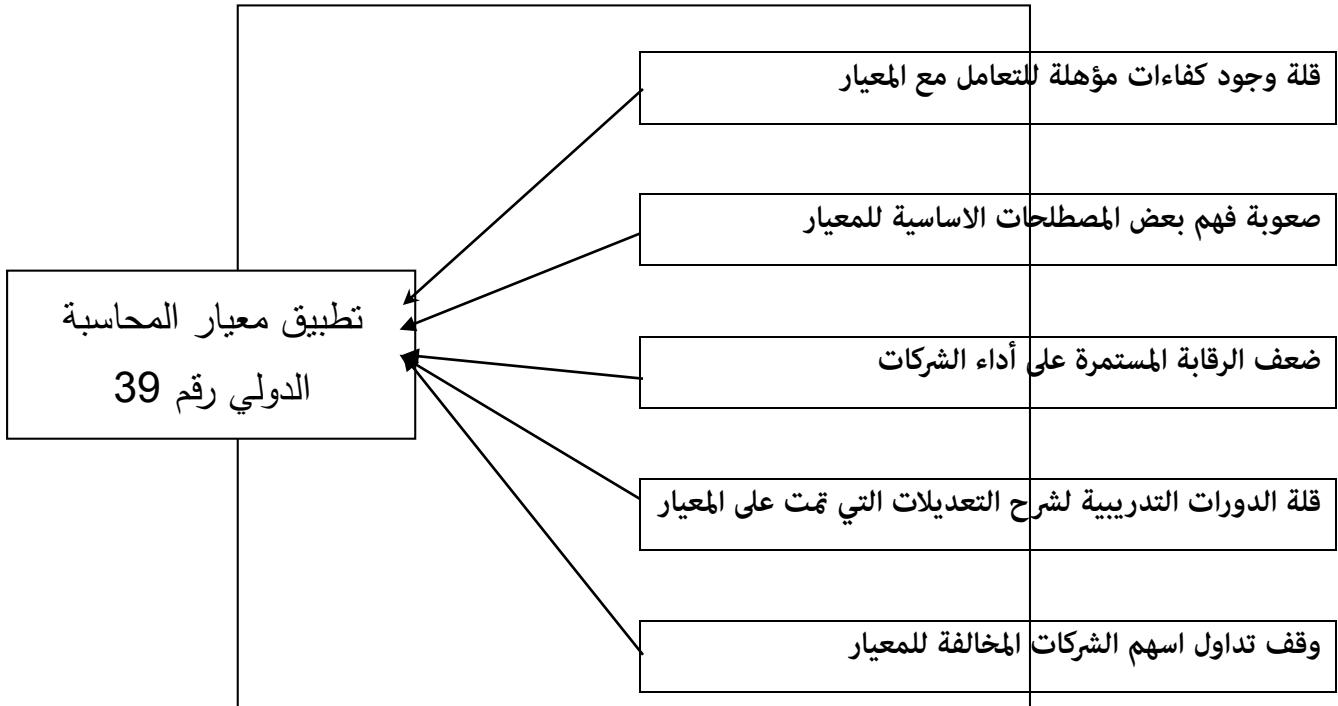 قلة وجود كفاءات مؤهلة للتعامل مع المعيار
صعوبة فهم بعض المصطلحات الاساسية للمعيار
ضعف الرقابة المستمرة على أداء الشركات
قلة الدورات التدريبية لشرح التعديلات التي تمت على المعيار
وقف تداول اسهم الشركات المخالفة للمعيار
تطبيق معيار المحاسبة
الدولي رقم 39